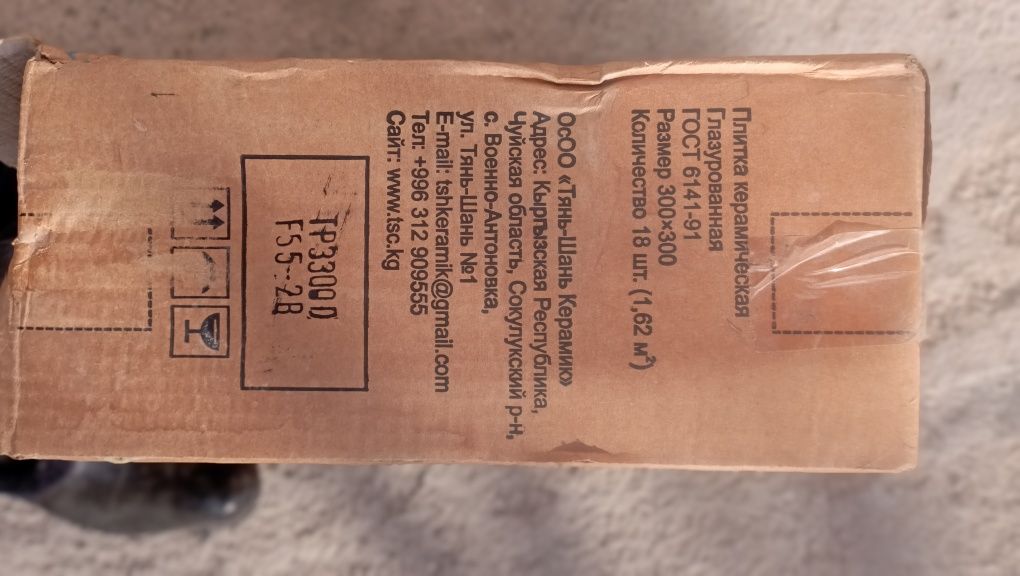 Плитка керамическая
Глазурованная
ГОСТ 6141-91
Размер 300×300
Количество 18 шт. (1,62 м²)
ОсОО «Тянь-Шань Керамик»
Адрес: Кыргызская Республика,
Чуйская область, Сокулукский р-н,
с. Военно-Антоновка,
ул. Тянь-Шань №1
E-mail: tshkeramik@gmail.com
Тел: +996 312 909555
Сайт: www.tsc.kg
TP33000
F55-2B